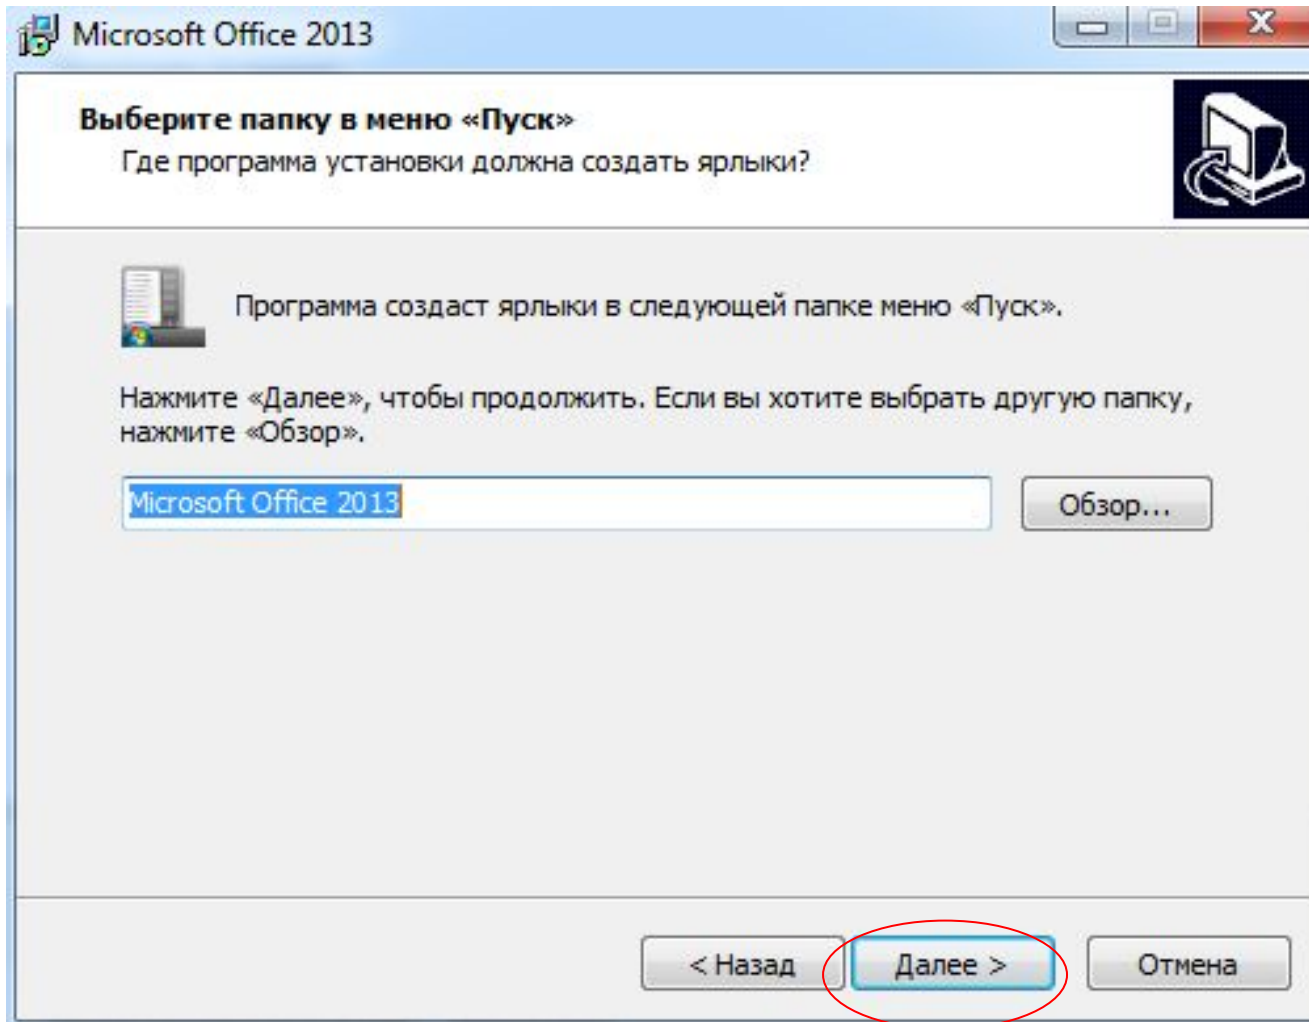 Microsoft Office 2013
Выберите папку в меню «Пуск»
Где программа установки должна создать ярлыки?
Программа создаст ярлыки в следующей папке меню «Пуск».
Нажмите «Далее», чтобы продолжить. Если вы хотите выбрать другую папку,
нажмите «Обзор».
Microsoft Office 2013
Обзор...
< Назад
Далее >
Отмена